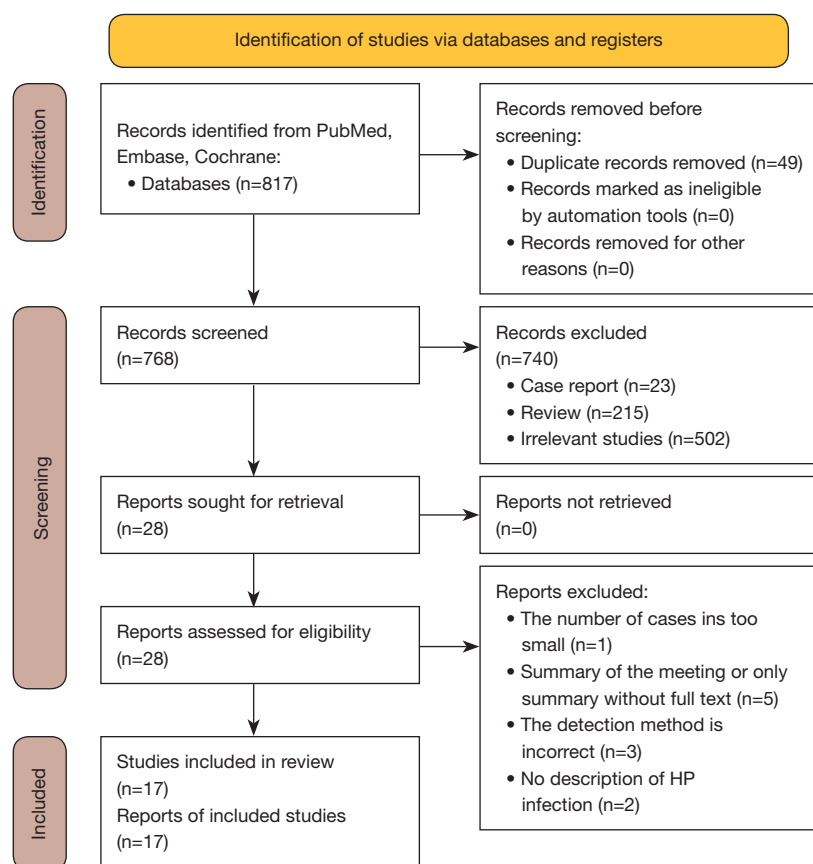 Identification of studies via databases and registers
Identification
Records identified from PubMed,
Embase, Cochrane:
• Databases (n=817)
Records removed before
screening:
• Duplicate records removed (n=49)
• Records marked as ineligible
by automation tools (n=0)
• Records removed for other
reasons (n=0)
Screening
Records screened
(n=768)
Records excluded
(n=740)
• Case report (n=23)
• Review (n=215)
• Irrelevant studies (n=502)
Reports sought for retrieval
(n=28)
Reports not retrieved
(n=0)
Reports assessed for eligibility
(n=28)
Reports excluded:
• The number of cases ins too
small (n=1)
• Summary of the meeting or only
summary without full text (n=5)
• The detection method is
incorrect (n=3)
• No description of HP
infection (n=2)
Included
Studies included in review
(n=17)
Reports of included studies
(n=17)